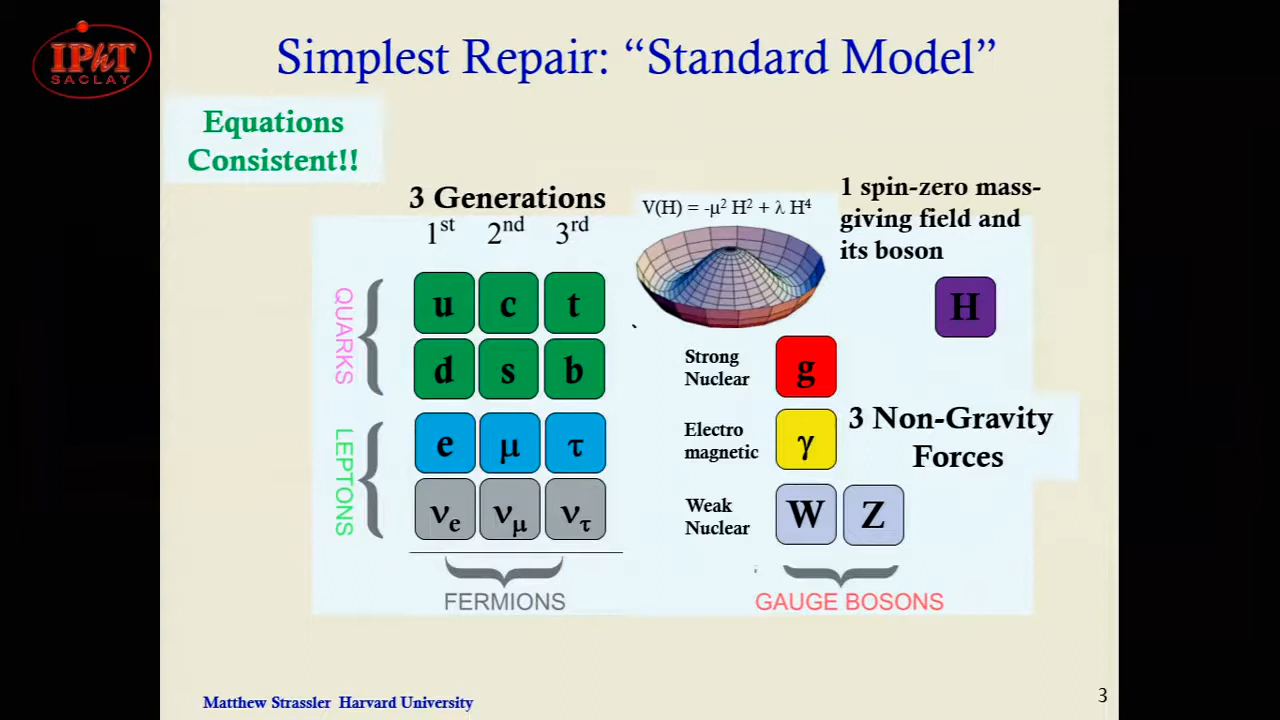 IPhT
SACLAY
Simplest Repair: “Standard Model”
Equations
Consistent!!
3 Generations
1st 2nd 3rd
V(H) = -μ² H² + λ H⁴
1 spin-zero mass-
giving field and
its boson
QUARKS
u c t
d s b
H
Strong
Nuclear
g
LEPTONS
e μ τ
νe νμ ντ
Electro
magnetic
γ
3 Non-Gravity
Forces
Weak
Nuclear
W Z
FERMIONS
GAUGE BOSONS
Matthew Strassler Harvard University
3